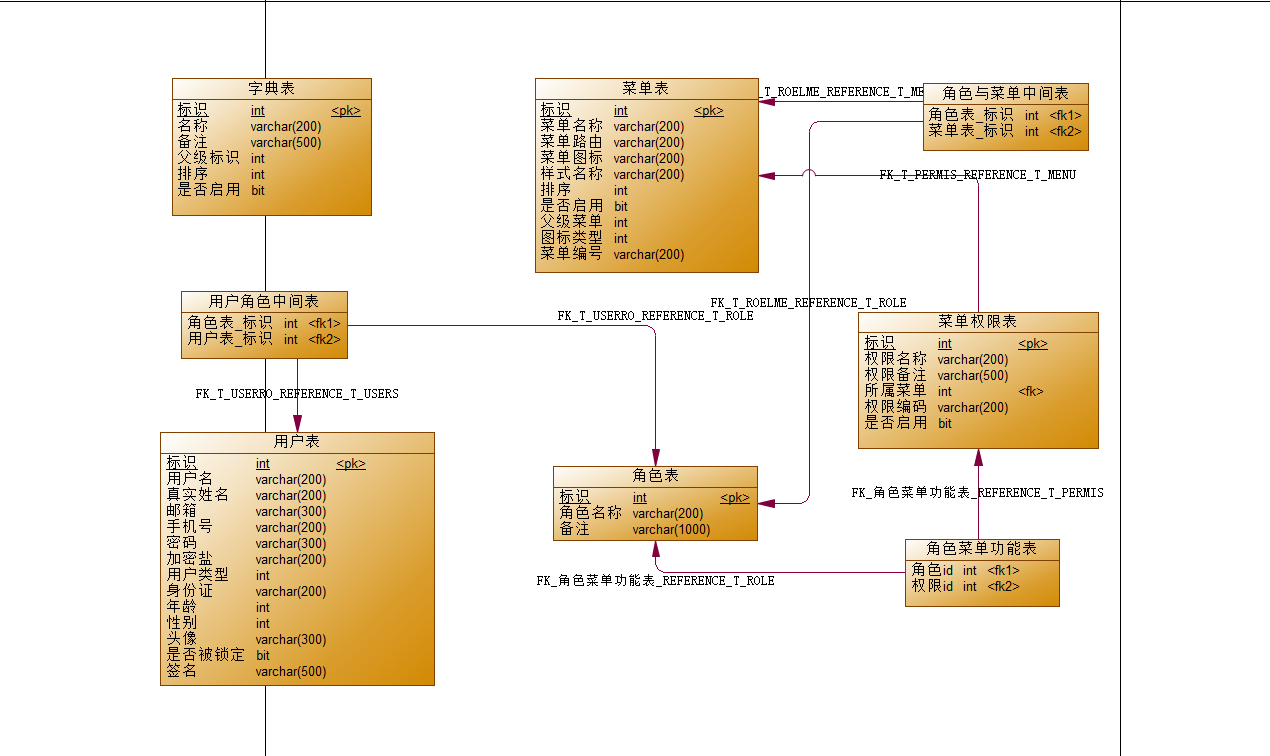 字典表
标识 int <pk>
名称 varchar(200)
备注 varchar(500)
父级标识 int
排序 int
是否启用 bit
菜单表
标识 int <pk>
菜单名称 varchar(200)
菜单路由 varchar(200)
菜单图标 varchar(200)
样式名称 varchar(200)
排序 int
是否启用 bit
父级菜单 int
图标类型 int
菜单编号 varchar(200)
_T_ROELME_REFERENCE_T_ME
角色与菜单中间表
角色表_标识 int <fk1>
菜单表_标识 int <fk2>
FK_T_PERMIS_REFERENCE_T_MENU
用户角色中间表
角色表_标识 int <fk1>
用户表_标识 int <fk2>
FK_T_ROELME_REFERENCE_T_ROLE
FK_T_USERRO_REFERENCE_T_ROLE
菜单权限表
标识 int <pk>
权限名称 varchar(200)
权限备注 varchar(500)
所属菜单 int <fk>
权限编码 varchar(200)
是否启用 bit
FK_T_USERRO_REFERENCE_T_USERS
用户表
标识 int <pk>
用户名 varchar(200)
真实姓名 varchar(200)
邮箱 varchar(300)
手机号 varchar(200)
密码 varchar(300)
加密盐 varchar(200)
用户类型 int
身份证 varchar(200)
年龄 int
性别 int
头像 varchar(300)
是否被锁定 bit
签名 varchar(500)
角色表
标识 int <pk>
角色名称 varchar(200)
备注 varchar(1000)
FK_角色菜单功能表_REFERENCE_T_PERMIS
角色菜单功能表
角色id int <fk1>
权限id int <fk2>
FK_角色菜单功能表_REFERENCE_T_ROLE